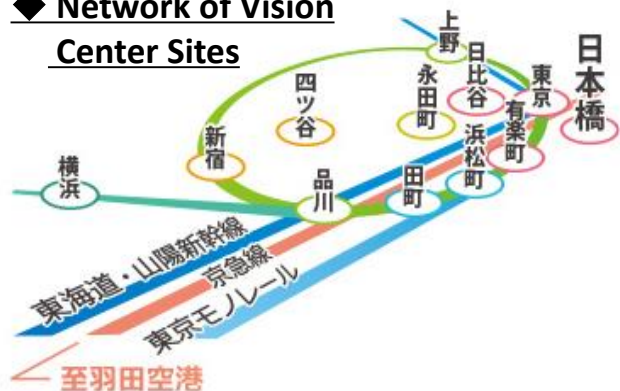 ◆ Network of Vision
Center Sites
上野
日比谷
東京
日本橋
永田町
四ツ谷
有楽町
浜松町
新宿
田町
品川
横浜
東海道・山陽新幹線
京急線
東京モノレール
至羽田空港